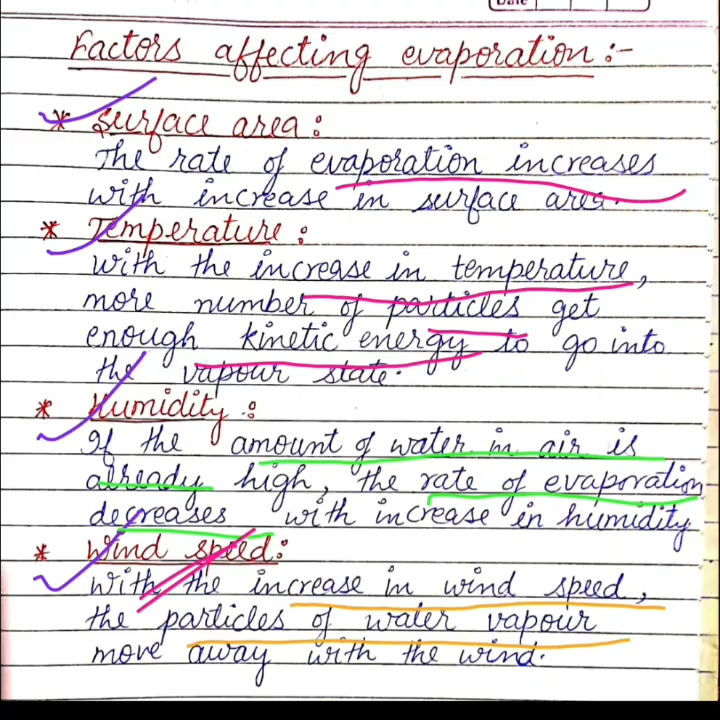 Date
Factors affecting evaporation :-
* Surface area :
The rate of evaporation increases
with increase in surface area.
* Temperature :
With the increase in temperature,
more number of particles get
enough kinetic energy to go into
the vapour state.
* Humidity :
If the amount of water in air is
already high, the rate of evaporation
decreases with increase in humidity
* Wind speed :
With the increase in wind speed,
the particles of water vapour
move away with the wind.